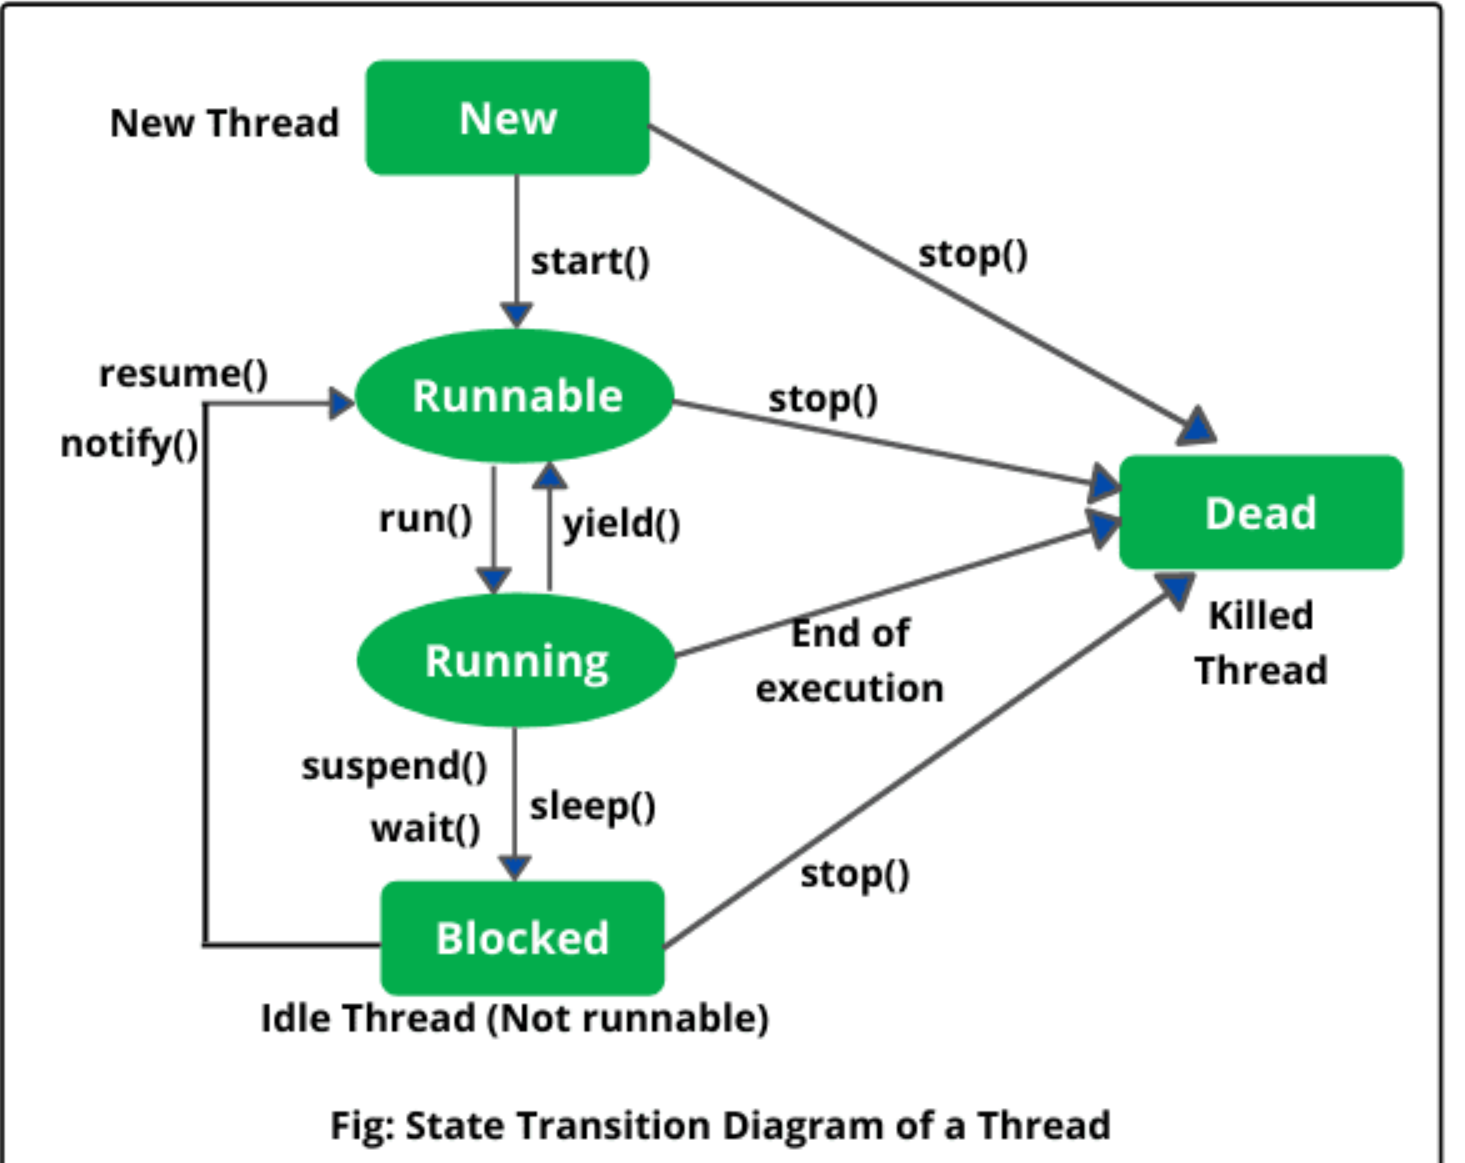 New Thread
New
start()
stop()
resume()
notify()
Runnable
stop()
run()
yield()
Dead
Killed
Thread
Running
End of
execution
suspend()
wait()
sleep()
stop()
Blocked
Idle Thread (Not runnable)
Fig: State Transition Diagram of a Thread